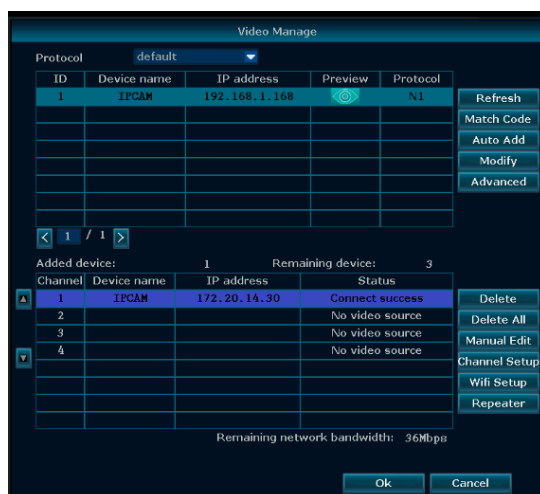 Video Manage
Protocol default
ID Device name IP address Preview Protocol
1 IPCAM 192.168.1.168 N1
Refresh
Match Code
Auto Add
Modify
Advanced
< 1 / 1 >
Added device: 1 Remaining device: 3
Channel Device name IP address Status
1 IPCAM 172.20.14.30 Connect success
2 No video source
3 No video source
4 No video source
Delete
Delete All
Manual Edit
Channel Setup
Wifi Setup
Repeater
Remaining network bandwidth: 36Mbps
Ok Cancel